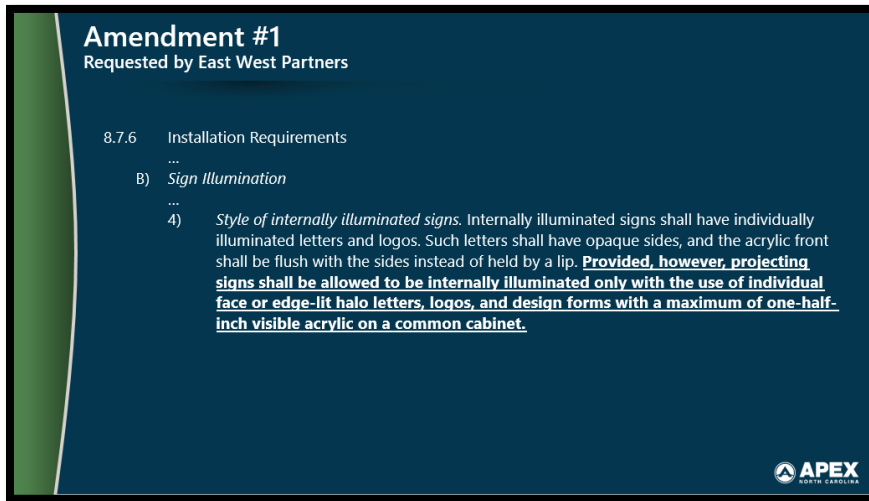 Amendment #1
Requested by East West Partners
8.7.6 Installation Requirements
...
B) Sign Illumination
...
4) Style of internally illuminated signs. Internally illuminated signs shall have individually
illuminated letters and logos. Such letters shall have opaque sides, and the acrylic front
shall be flush with the sides instead of held by a lip. Provided, however, projecting
signs shall be allowed to be internally illuminated only with the use of individual
face or edge-lit halo letters, logos, and design forms with a maximum of one-half-
inch visible acrylic on a common cabinet.
APEX
NORTH CAROLINA